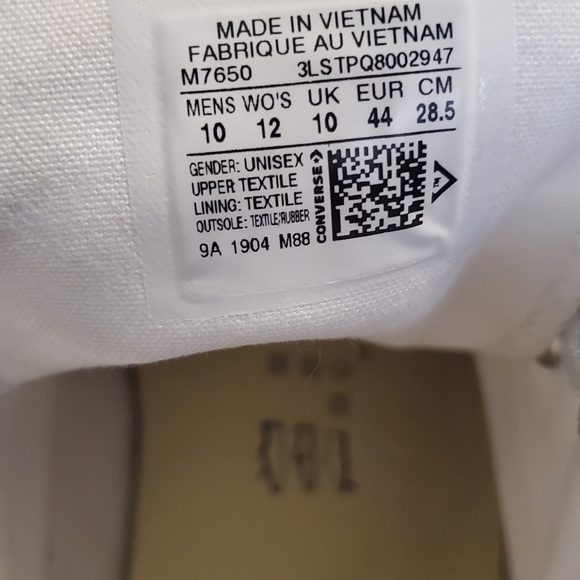 MADE IN VIETNAM
FABRIQUE AU VIETNAM
M7650 3LSTPQ8002947
MENS WO'S UK EUR CM
10 12 10 44 28.5
GENDER: UNISEX
UPPER TEXTILE
LINING: TEXTILE
OUTSOLE: TEXTILE/RUBBER
9A 1904 M88
CONVERSE